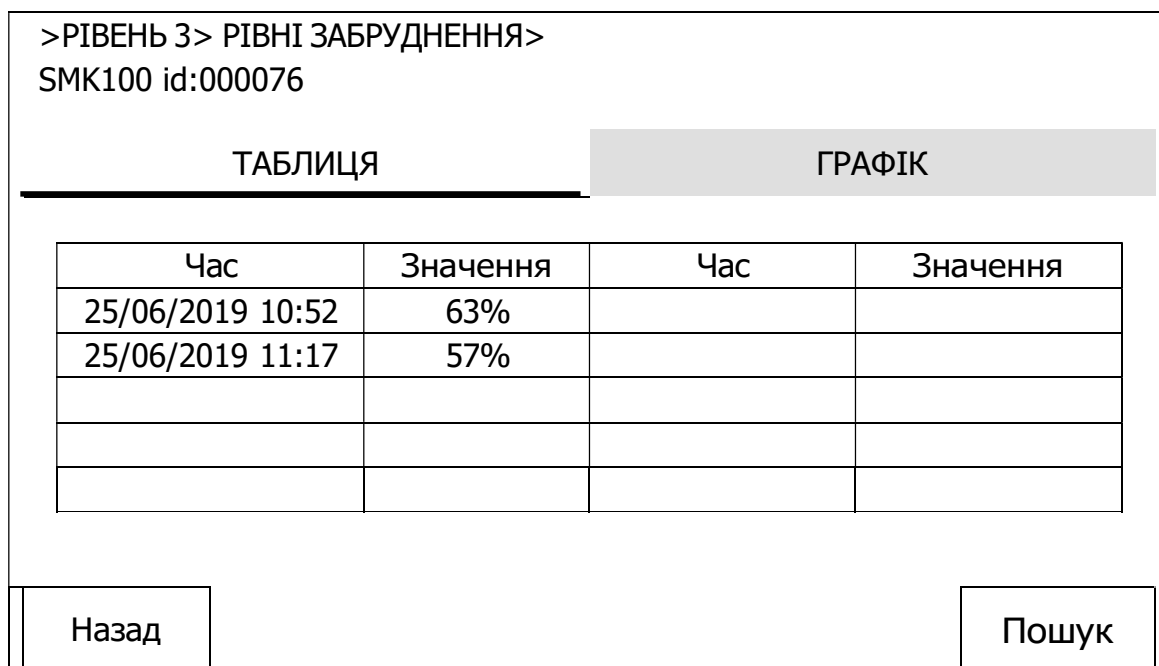 >РІВЕНЬ 3> РІВНІ ЗАБРУДНЕННЯ>
SMK100 id:000076
ТАБЛИЦЯ ГРАФІК
Час Значення Час Значення
25/06/2019 10:52 63%
25/06/2019 11:17 57%
Назад Пошук